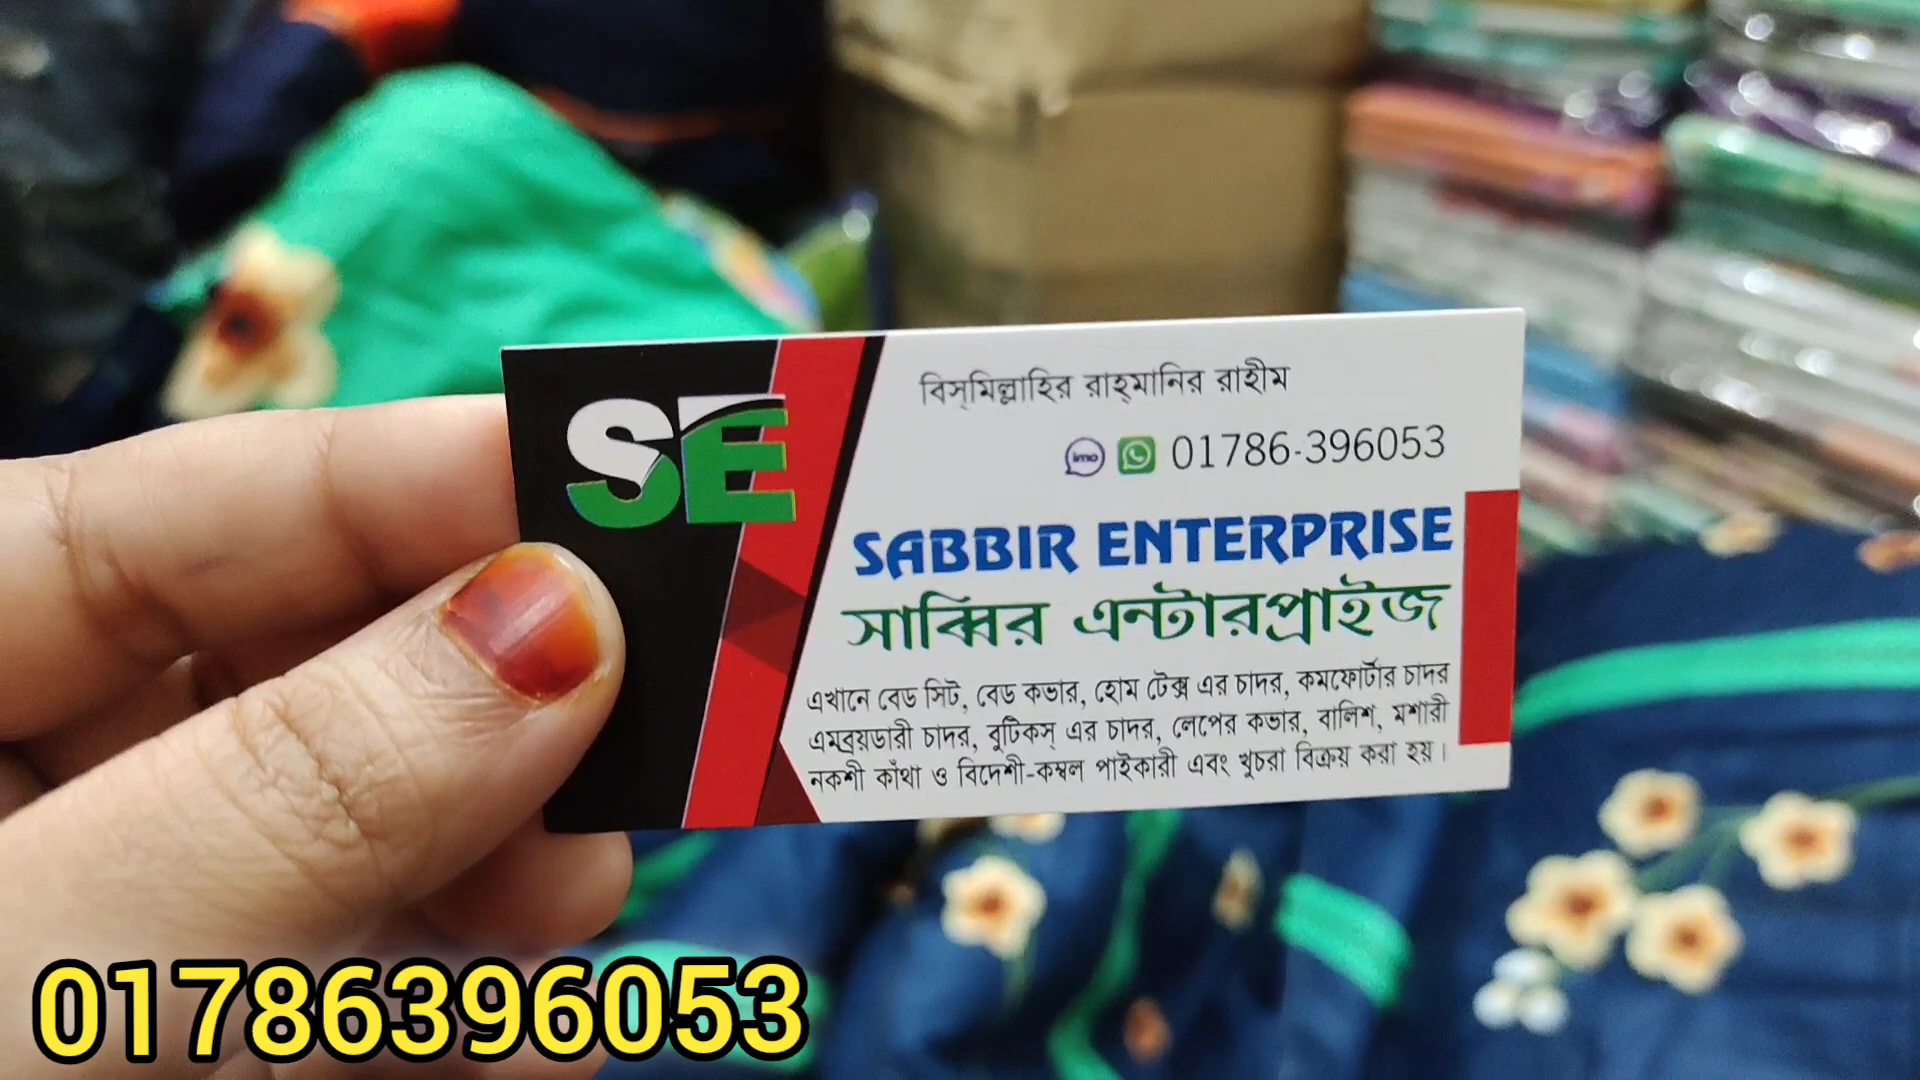 SE
বিস্‌মিল্লাহির রাহ্‌মানির রাহীম
imo 01786-396053
SABBIR ENTERPRISE
সাব্বির এন্টারপ্রাইজ
এখানে বেড সিট, বেড কভার, হোম টেক্স এর চাদর, কমফোর্টার চাদর
এমব্রয়ডারী চাদর, বুটিকস্ এর চাদর, লেপের কভার, বালিশ, মশারী
নকশী কাঁথা ও বিদেশী-কম্বল পাইকারী এবং খুচরা বিক্রয় করা হয়।
01786396053